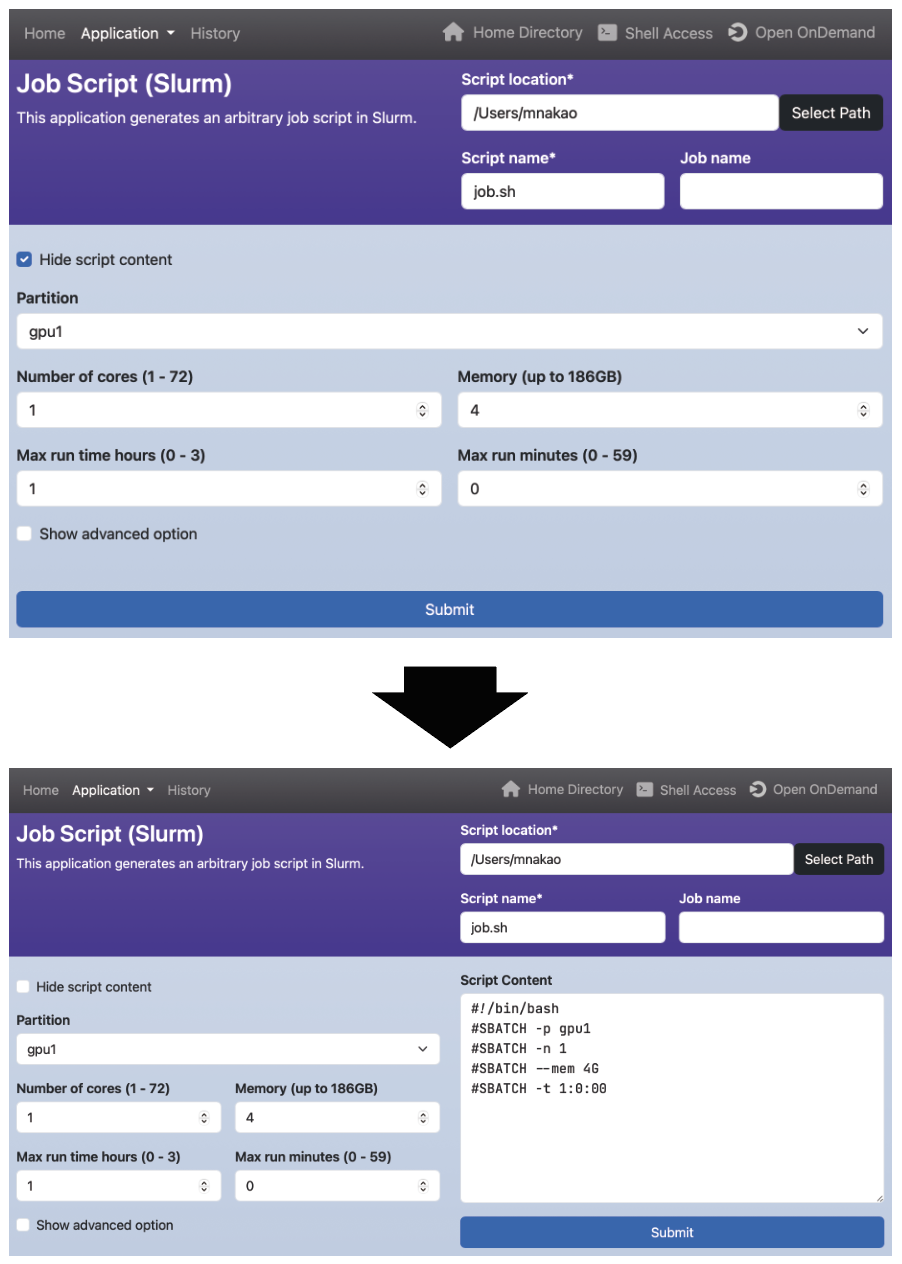 Home Application History Home Directory Shell Access Open OnDemand
Job Script (Slurm)
This application generates an arbitrary job script in Slurm.
Script location*
/Users/mnakao Select Path
Script name* Job name
job.sh
Hide script content
Partition
gpu1
Number of cores (1 - 72) Memory (up to 186GB)
1 4
Max run time hours (0 - 3) Max run minutes (0 - 59)
1 0
Show advanced option
Submit
Home Application History Home Directory Shell Access Open OnDemand
Job Script (Slurm)
This application generates an arbitrary job script in Slurm.
Script location*
/Users/mnakao Select Path
Script name* Job name
job.sh
Hide script content
Partition
gpu1
Number of cores (1 - 72) Memory (up to 186GB)
1 4
Max run time hours (0 - 3) Max run minutes (0 - 59)
1 0
Show advanced option
Script Content
#!/bin/bash
#SBATCH -p gpu1
#SBATCH -n 1
#SBATCH --mem 4G
#SBATCH -t 1:0:00
Submit